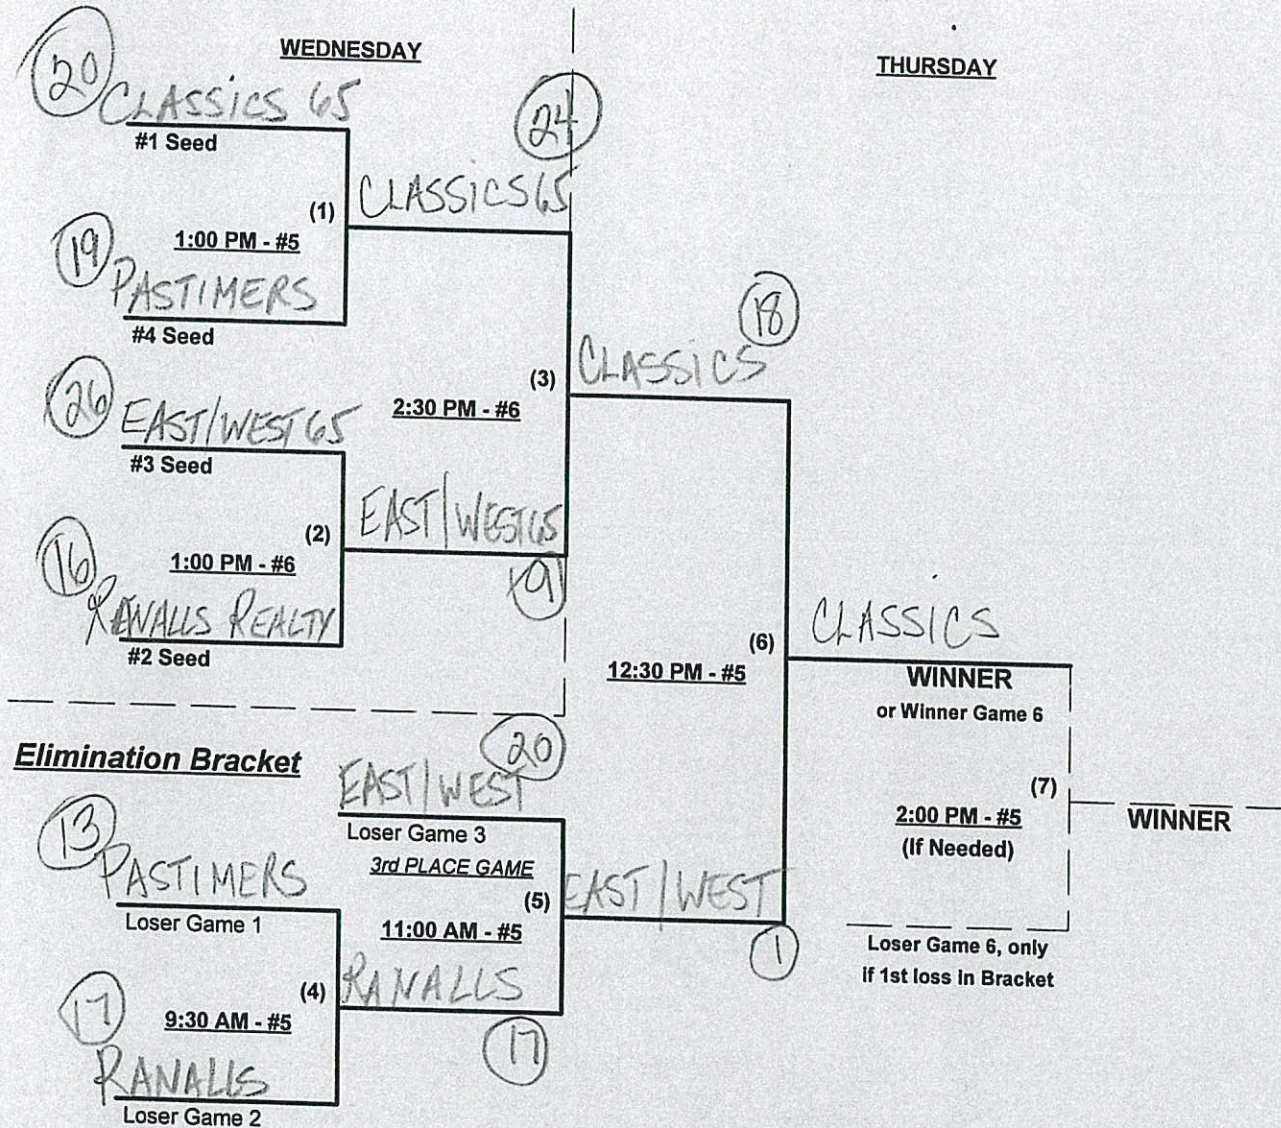 WEDNESDAY
THURSDAY
20
CLASSICS 65
#1 Seed
24
(1)
CLASSICS 65
1:00 PM - #5
19
PASTIMERS
#4 Seed
18
(3)
CLASSICS
2:30 PM - #6
26
EAST/WEST 65
#3 Seed
(2)
EAST/WEST 65
1:00 PM - #6
16
RANALLS REALTY
#2 Seed
(6)
12:30 PM - #5
CLASSICS
WINNER
or Winner Game 6
Elimination Bracket
20
EAST/WEST
Loser Game 3
3rd PLACE GAME
(7)
2:00 PM - #5
(If Needed)
WINNER
13
PASTIMERS
Loser Game 1
(5)
11:00 AM - #5
EAST/WEST
1
Loser Game 6, only
if 1st loss in Bracket
(4)
RANALLS
9:30 AM - #5
17
17
RANALLS
Loser Game 2